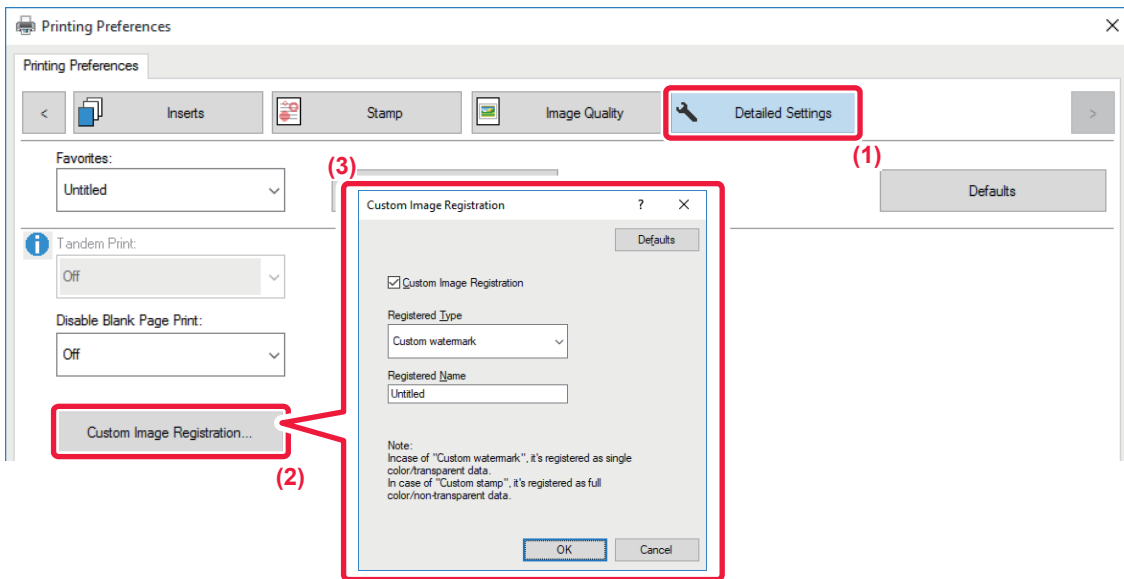 Printing Preferences
Printing Preferences
< Inserts Stamp Image Quality Detailed Settings >
(1)
Favorites:
(3)
Untitled
Defaults
Custom Image Registration ? ×
Defaults
Tandem Print:
Off
Custom Image Registration
Registered Type
Disable Blank Page Print:
Custom watermark
Off
Registered Name
Untitled
Custom Image Registration...
(2)
Note:
Incase of "Custom watermark", it's registered as single
color/transparent data.
In case of "Custom stamp", it's registered as full
color/non-transparent data.
OK Cancel